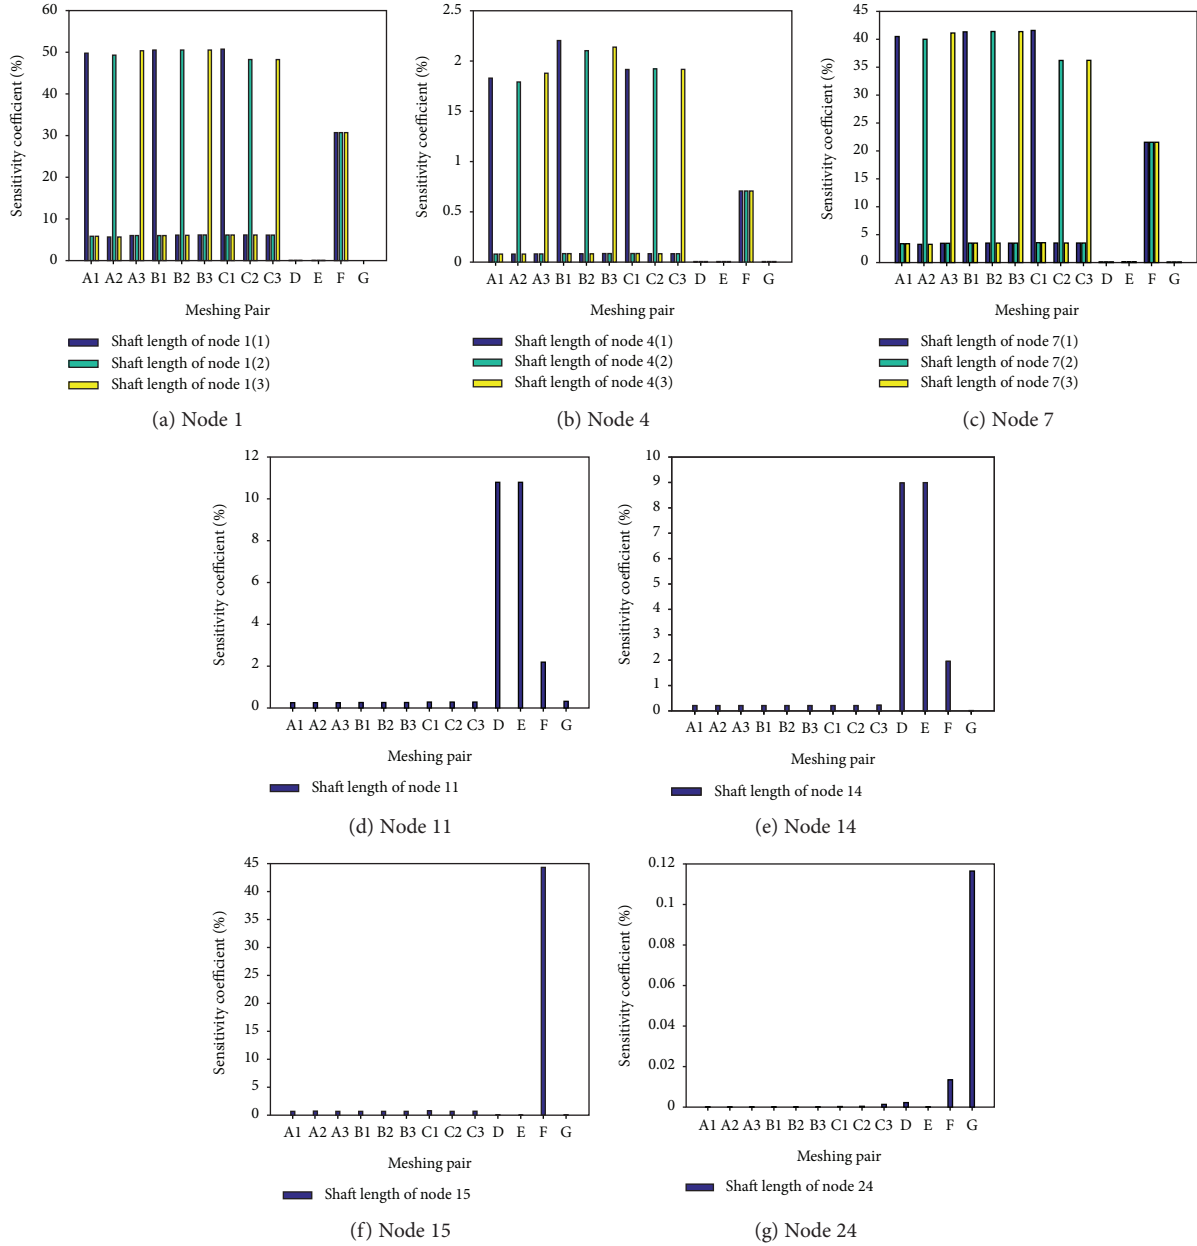 Sensitivity coefficient (%)
60
50
40
30
20
10
0
A1 A2 A3 B1 B2 B3 C1 C2 C3 D E F G
Meshing Pair
Shaft length of node 1(1)
Shaft length of node 1(2)
Shaft length of node 1(3)
(a) Node 1
Sensitivity coefficient (%)
2.5
2
1.5
1
0.5
0
A1 A2 A3 B1 B2 B3 C1 C2 C3 D E F G
Meshing pair
Shaft length of node 4(1)
Shaft length of node 4(2)
Shaft length of node 4(3)
(b) Node 4
Sensitivity coefficient (%)
45
40
35
30
25
20
15
10
5
0
A1 A2 A3 B1 B2 B3 C1 C2 C3 D E F G
Meshing pair
Shaft length of node 7(1)
Shaft length of node 7(2)
Shaft length of node 7(3)
(c) Node 7
Sensitivity coefficient (%)
12
10
8
6
4
2
0
A1 A2 A3 B1 B2 B3 C1 C2 C3 D E F G
Meshing pair
Shaft length of node 11
(d) Node 11
Sensitivity coefficient (%)
10
9
8
7
6
5
4
3
2
1
0
A1 A2 A3 B1 B2 B3 C1 C2 C3 D E F G
Meshing pair
Shaft length of node 14
(e) Node 14
Sensitivity coefficient (%)
45
40
35
30
25
20
15
10
5
0
A1 A2 A3 B1 B2 B3 C1 C2 C3 D E F G
Meshing pair
Shaft length of node 15
(f) Node 15
Sensitivity coefficient (%)
0.12
0.1
0.08
0.06
0.04
0.02
0
A1 A2 A3 B1 B2 B3 C1 C2 C3 D E F G
Meshing pair
Shaft length of node 24
(g) Node 24